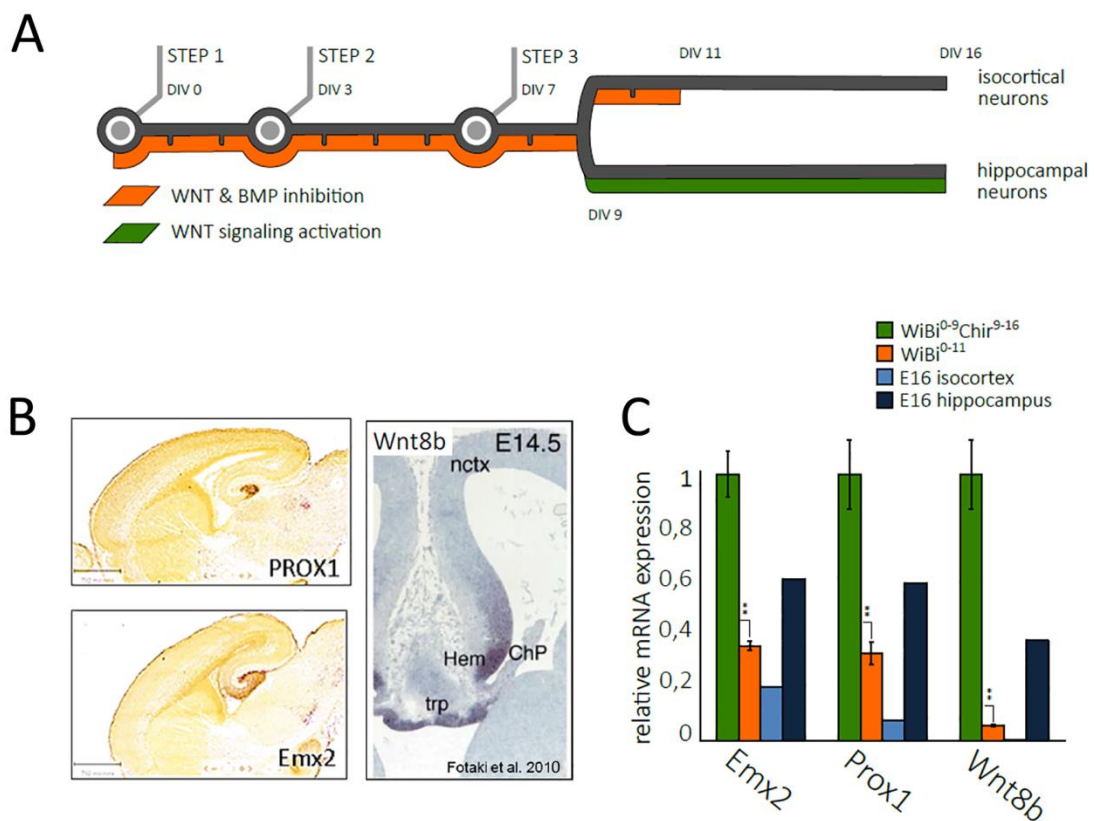 A
STEP 1
STEP 2
STEP 3
DIV 0
DIV 3
DIV 7
DIV 11
DIV 16
isocortical
neurons
hippocampal
neurons
WNT & BMP inhibition
WNT signaling activation
DIV 9
B
PROX1
Emx2
Wnt8b
E14.5
nctx
Hem
ChP
trp
Fotaki et al. 2010
C
WiBi⁰⁻⁹Chir⁹⁻¹⁶
WiBi⁰⁻¹¹
E16 isocortex
E16 hippocampus
relative mRNA expression
1
0,8
0,6
0,4
0,2
0
**
**
**
Emx2
Prox1
Wnt8b